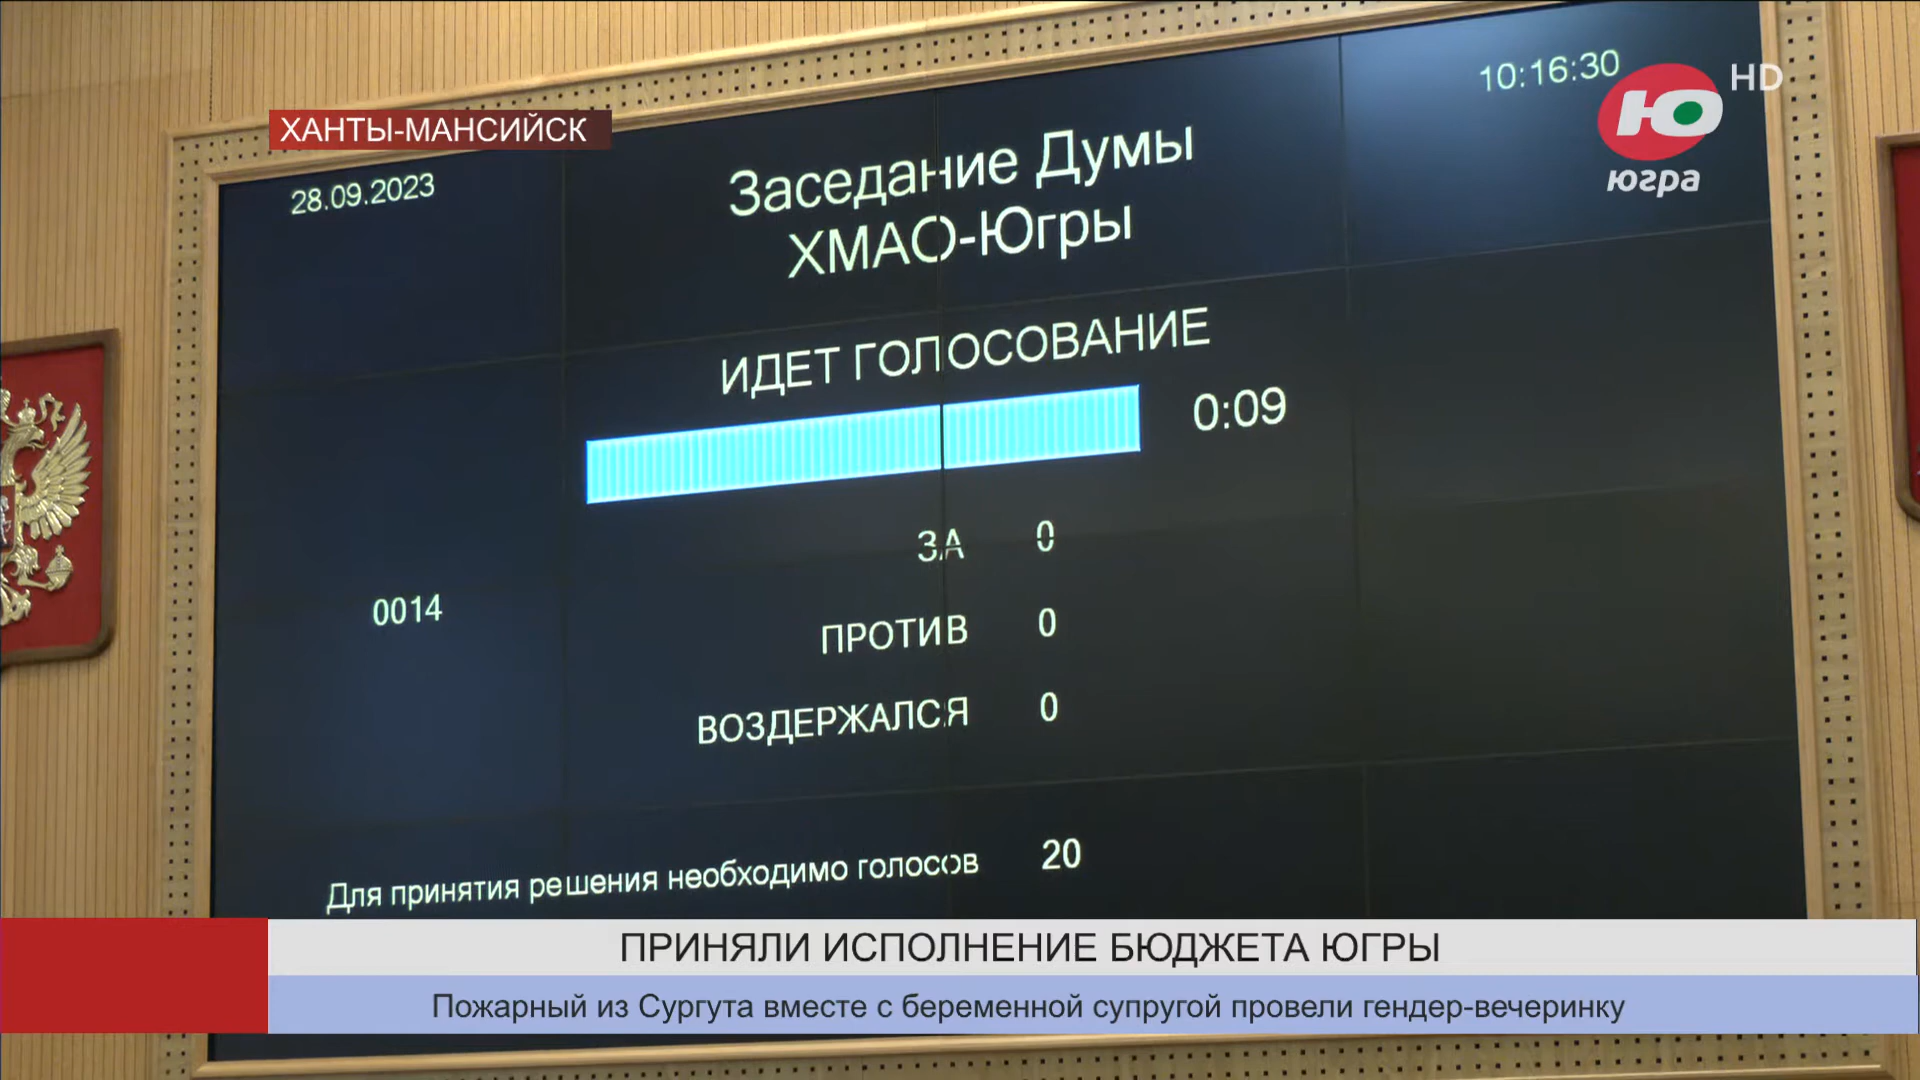 10:16:30
HD
ХАНТЫ-МАНСИЙСК
югра
28.09.2023
Заседание Думы
ХМАО-Югры
ИДЕТ ГОЛОСОВАНИЕ
0:09
ЗА 0
0014
ПРОТИВ 0
ВОЗДЕРЖАЛСЯ 0
Для принятия решения необходимо голосов 20
ПРИНЯЛИ ИСПОЛНЕНИЕ БЮДЖЕТА ЮГРЫ
Пожарный из Сургута вместе с беременной супругой провели гендер-вечеринку